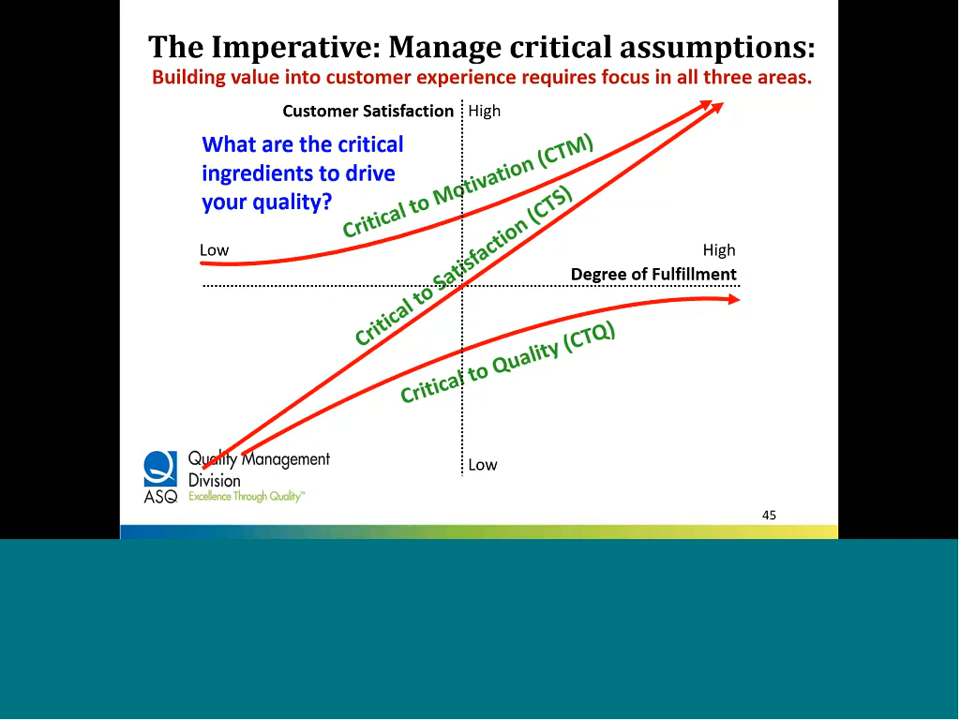 The Imperative: Manage critical assumptions:
Building value into customer experience requires focus in all three areas.
Customer Satisfaction
High
What are the critical
ingredients to drive
your quality?
Critical to Motivation (CTM)
Critical to Satisfaction (CTS)
Low
High
Degree of Fulfillment
Critical to Quality (CTQ)
Quality Management
Division
Excellence Through Quality™
ASQ
Low
45